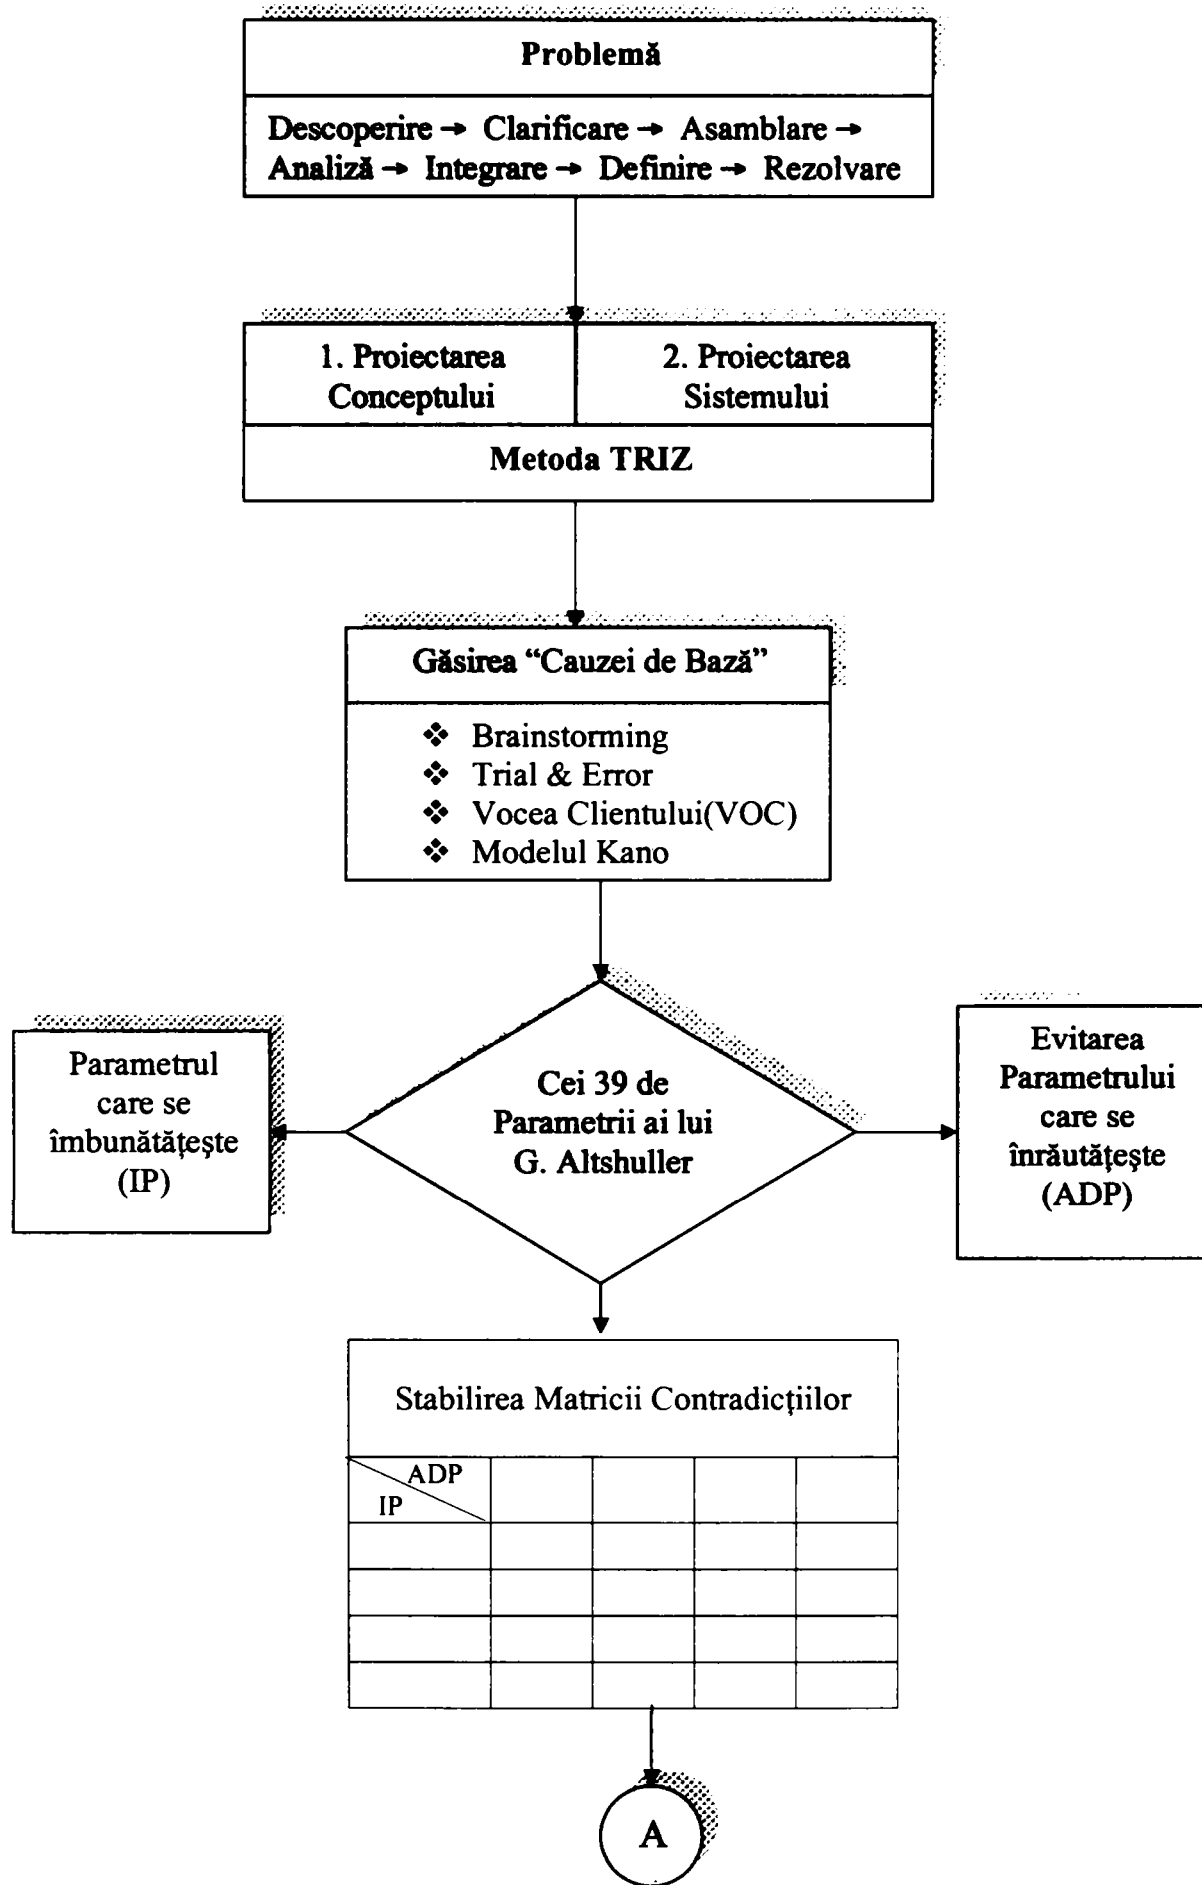 Problemă
Descoperire → Clarificare → Asamblare →
Analiză → Integrare → Definire → Rezolvare
1. Proiectarea
Conceptului
2. Proiectarea
Sistemului
Metoda TRIZ
Găsirea “Cauzei de Bază”
❖ Brainstorming
❖ Trial & Error
❖ Vocea Clientului(VOC)
❖ Modelul Kano
Parametrul
care se
îmbunătăţeşte
(IP)
Cei 39 de
Parametrii ai lui
G. Altshuller
Evitarea
Parametrului
care se
înrăutăţeşte
(ADP)
Stabilirea Matricii Contradicţiilor
ADP
IP
A